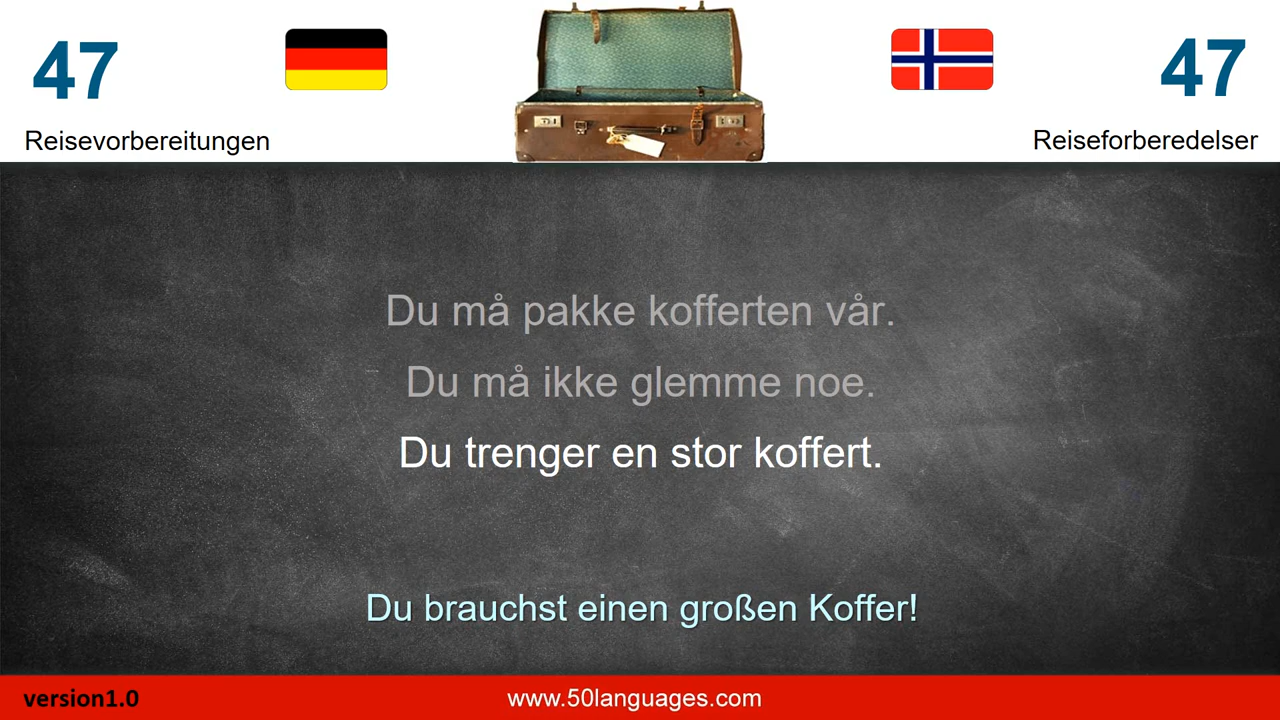 47
47
Reisevorbereitungen
Reiseforberedelser
Du må pakke kofferten vår.
Du må ikke glemme noe.
Du trenger en stor koffert.
Du brauchst einen großen Koffer!
version1.0
www.50languages.com